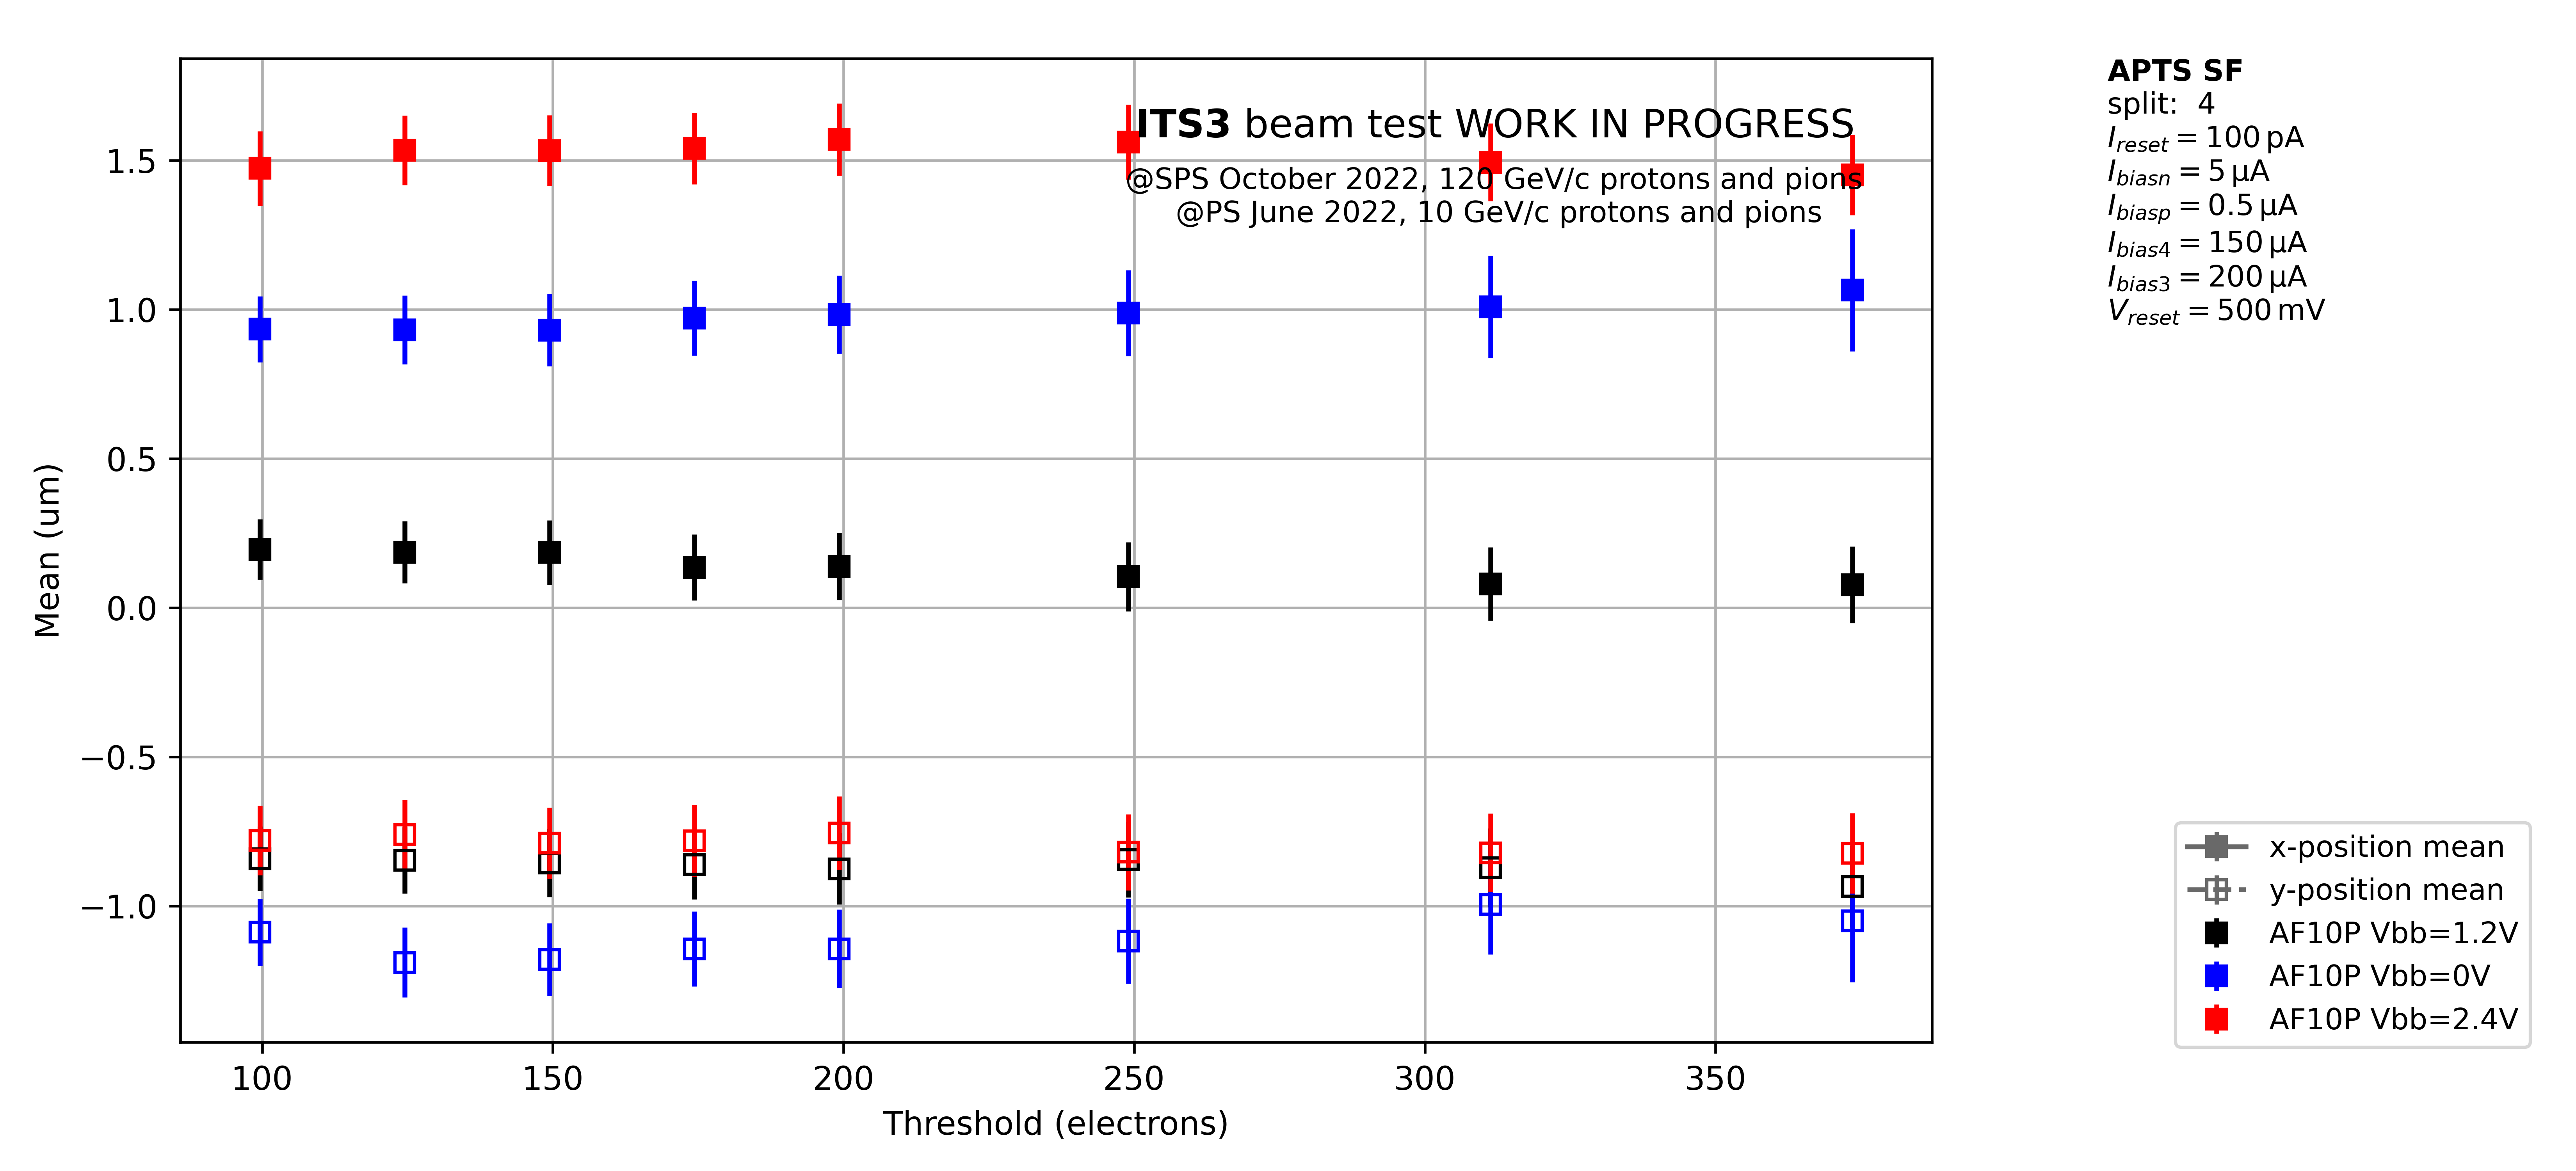 ITS3 beam test WORK IN PROGRESS
@SPS October 2022, 120 GeV/c protons and pions
@PS June 2022, 10 GeV/c protons and pions
1.5
1.0
0.5
0.0
−0.5
−1.0
Mean (um)
100 150 200 250 300 350
Threshold (electrons)
APTS SF
split: 4
I_reset = 100 pA
I_biasn = 5 µA
I_biasp = 0.5 µA
I_bias4 = 150 µA
I_bias3 = 200 µA
V_reset = 500 mV
x-position mean
y-position mean
AF10P Vbb=1.2V
AF10P Vbb=0V
AF10P Vbb=2.4V